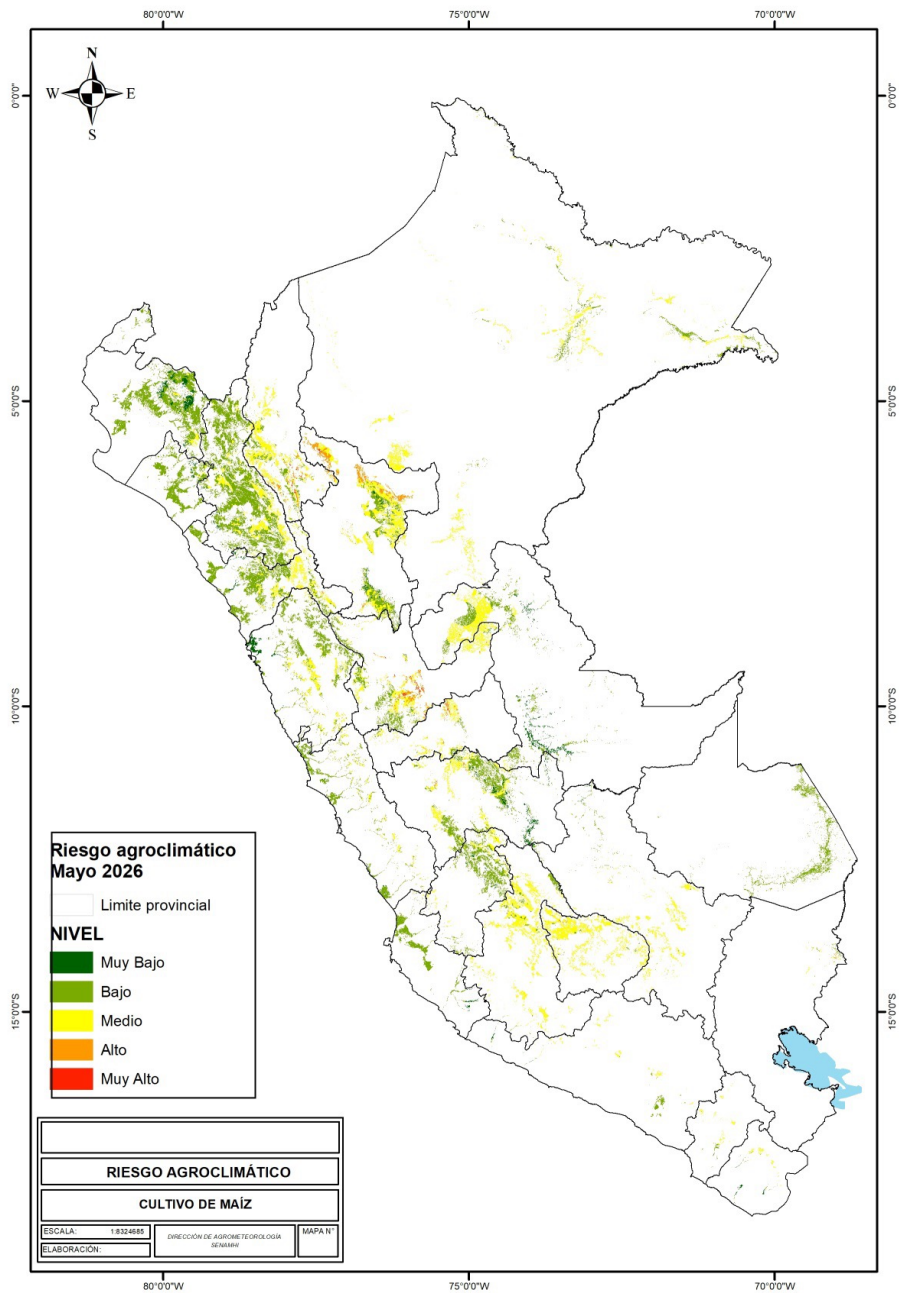 80°0'0"W 75°0'0"W 70°0'0"W
N
W E
S
0°0'0" 0°0'0"
5°0'0"S 5°0'0"S
10°0'0"S 10°0'0"S
15°0'0"S 15°0'0"S
Riesgo agroclimático
Mayo 2026
Limite provincial
NIVEL
Muy Bajo
Bajo
Medio
Alto
Muy Alto
RIESGO AGROCLIMÁTICO
CULTIVO DE MAÍZ
ESCALA: 1:8324685
ELABORACIÓN:
DIRECCIÓN DE AGROMETEOROLOGÍA
SENAMHI
MAPA N°
80°0'0"W 75°0'0"W 70°0'0"W